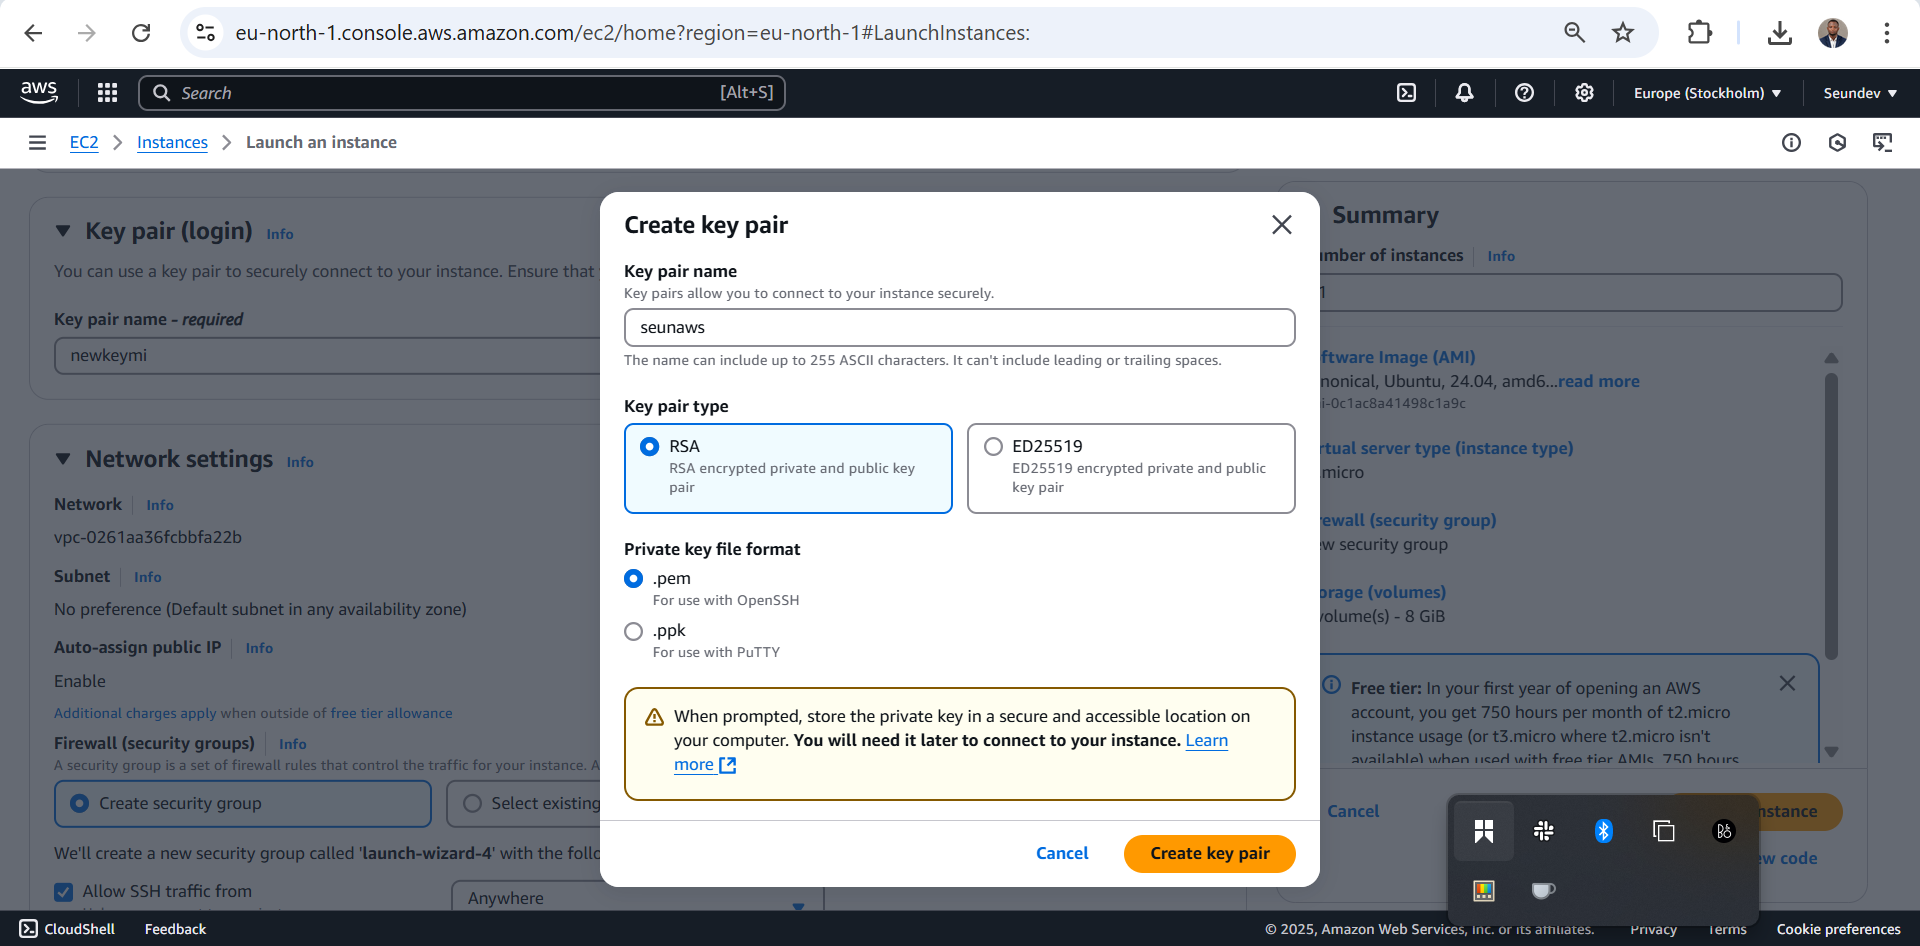 eu-north-1.console.aws.amazon.com/ec2/home?region=eu-north-1#LaunchInstances:
aws
Search
[Alt+S]
Europe (Stockholm)
Seundev
EC2
Instances
Launch an instance
Key pair (login)
Info
You can use a key pair to securely connect to your instance. Ensure that
Key pair name - required
newkeymi
Network settings
Info
Network
Info
vpc-0261aa36fcbbfa22b
Subnet
Info
No preference (Default subnet in any availability zone)
Auto-assign public IP
Info
Enable
Additional charges apply when outside of free tier allowance
Firewall (security groups)
Info
A security group is a set of firewall rules that control the traffic for your instance. A
Create security group
Select existing
We'll create a new security group called 'launch-wizard-4' with the follo
Allow SSH traffic from
Anywhere
Create key pair
Key pair name
Key pairs allow you to connect to your instance securely.
seunaws
The name can include up to 255 ASCII characters. It can't include leading or trailing spaces.
Key pair type
RSA
RSA encrypted private and public key
pair
ED25519
ED25519 encrypted private and public
key pair
Private key file format
.pem
For use with OpenSSH
.ppk
For use with PuTTY
When prompted, store the private key in a secure and accessible location on
your computer. You will need it later to connect to your instance. Learn
more
Cancel
Create key pair
Summary
mber of instances
Info
1
ftware Image (AMI)
nonical, Ubuntu, 24.04, amd6...read more
i-0c1ac8a41498c1a9c
rtual server type (instance type)
.micro
rewall (security group)
ew security group
orage (volumes)
volume(s) - 8 GiB
Free tier: In your first year of opening an AWS
account, you get 750 hours per month of t2.micro
instance usage (or t3.micro where t2.micro isn't
available) when used with free tier AMIs, 750 hours
Cancel
nstance
ew code
CloudShell
Feedback
© 2025, Amazon Web Services, Inc. or its affiliates.
Privacy
Terms
Cookie preferences